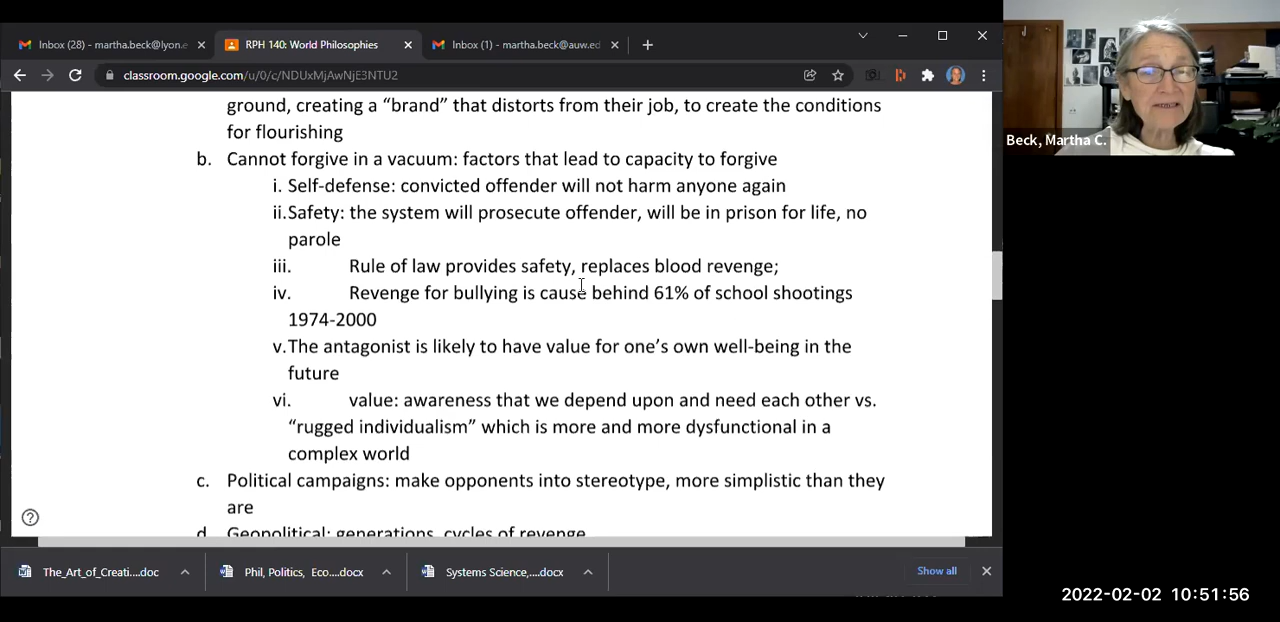 Inbox (28) - martha.beck@lyon.e
RPH 140: World Philosophies
Inbox (1) - martha.beck@auw.ed
classroom.google.com/u/0/c/NDUxMjAwNjE3NTU2
ground, creating a “brand” that distorts from their job, to create the conditions
for flourishing
b. Cannot forgive in a vacuum: factors that lead to capacity to forgive
i. Self-defense: convicted offender will not harm anyone again
ii. Safety: the system will prosecute offender, will be in prison for life, no
parole
iii. Rule of law provides safety, replaces blood revenge;
iv. Revenge for bullying is cause behind 61% of school shootings
1974-2000
v. The antagonist is likely to have value for one’s own well-being in the
future
vi. value: awareness that we depend upon and need each other vs.
“rugged individualism” which is more and more dysfunctional in a
complex world
c. Political campaigns: make opponents into stereotype, more simplistic than they
are
d. Geopolitical: generations, cycles of revenge
The_Art_of_Creati....doc
Phil, Politics, Eco....docx
Systems Science,....docx
Show all
Beck, Martha C.
2022-02-02 10:51:56